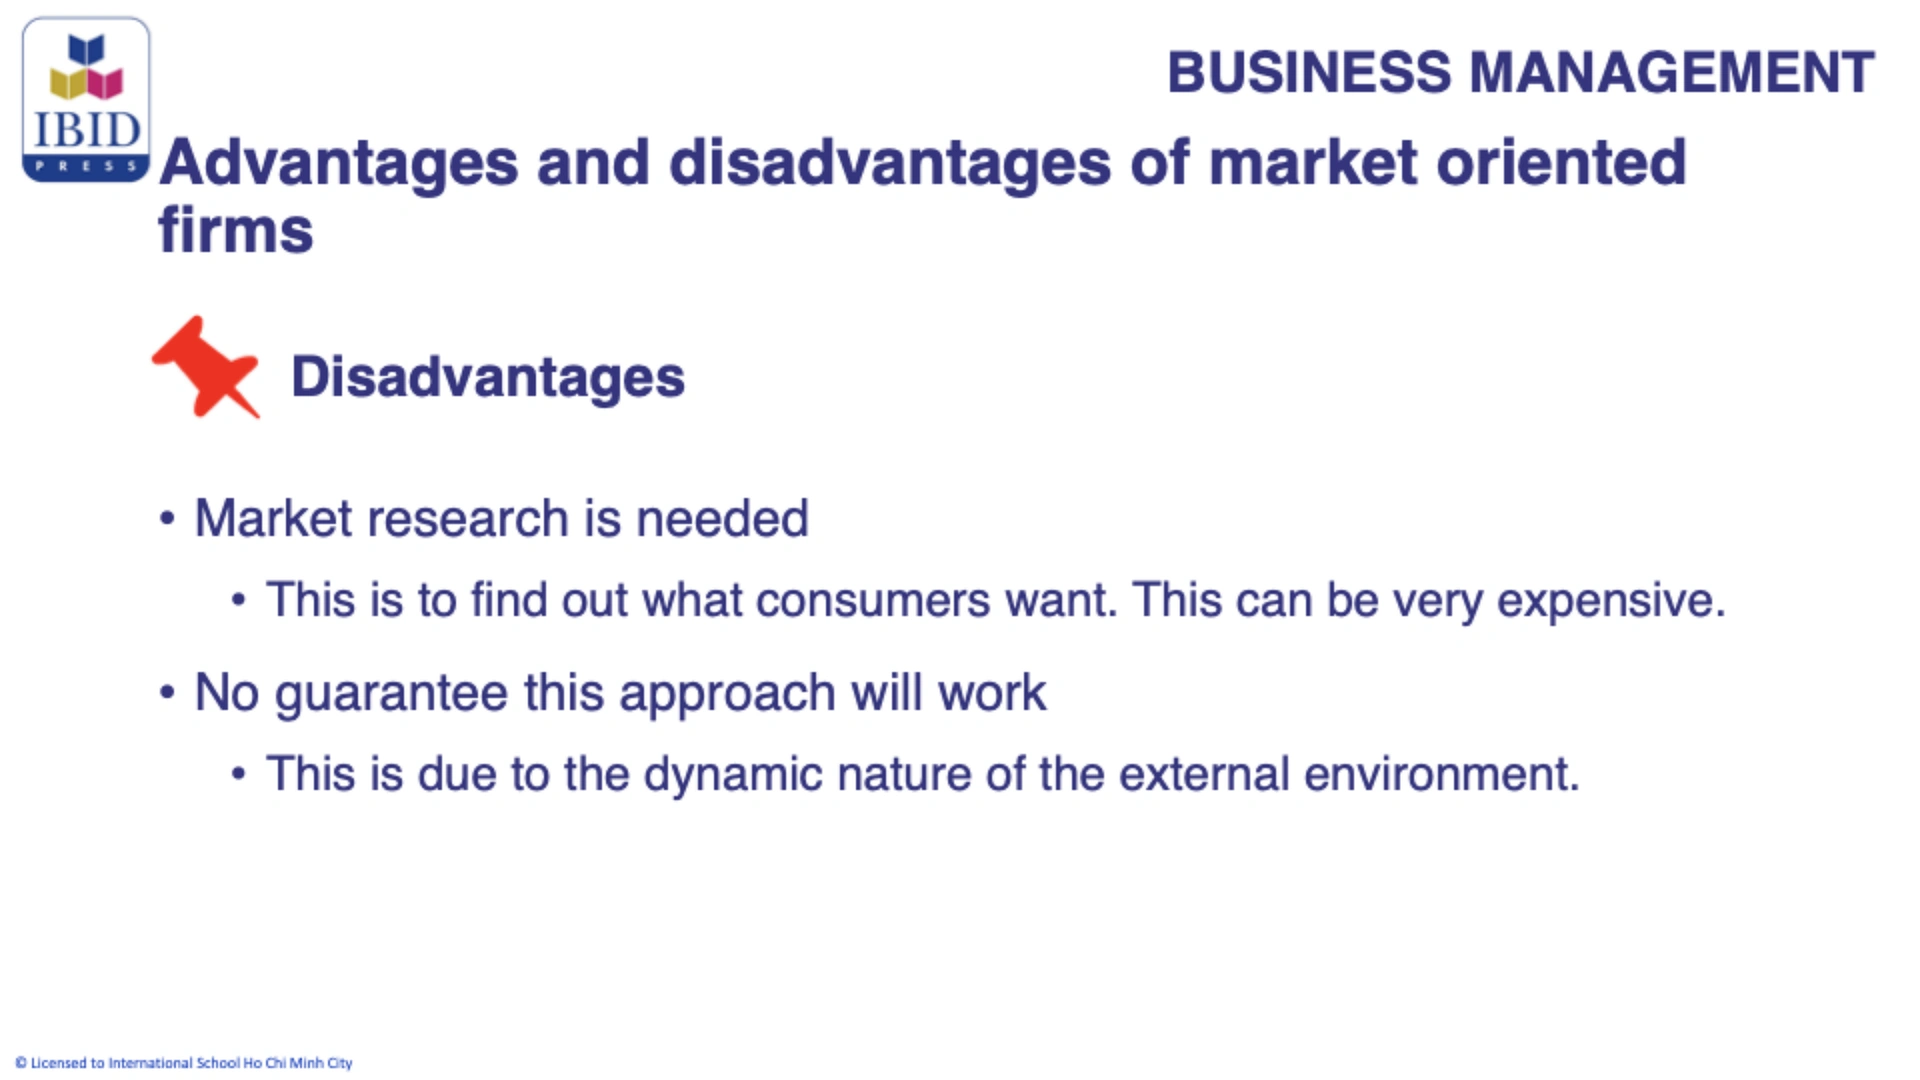 IBID
PRESS
BUSINESS MANAGEMENT
Advantages and disadvantages of market oriented
firms
Disadvantages
• Market research is needed
• This is to find out what consumers want. This can be very expensive.
• No guarantee this approach will work
• This is due to the dynamic nature of the external environment.
© Licensed to International School Ho Chi Minh City